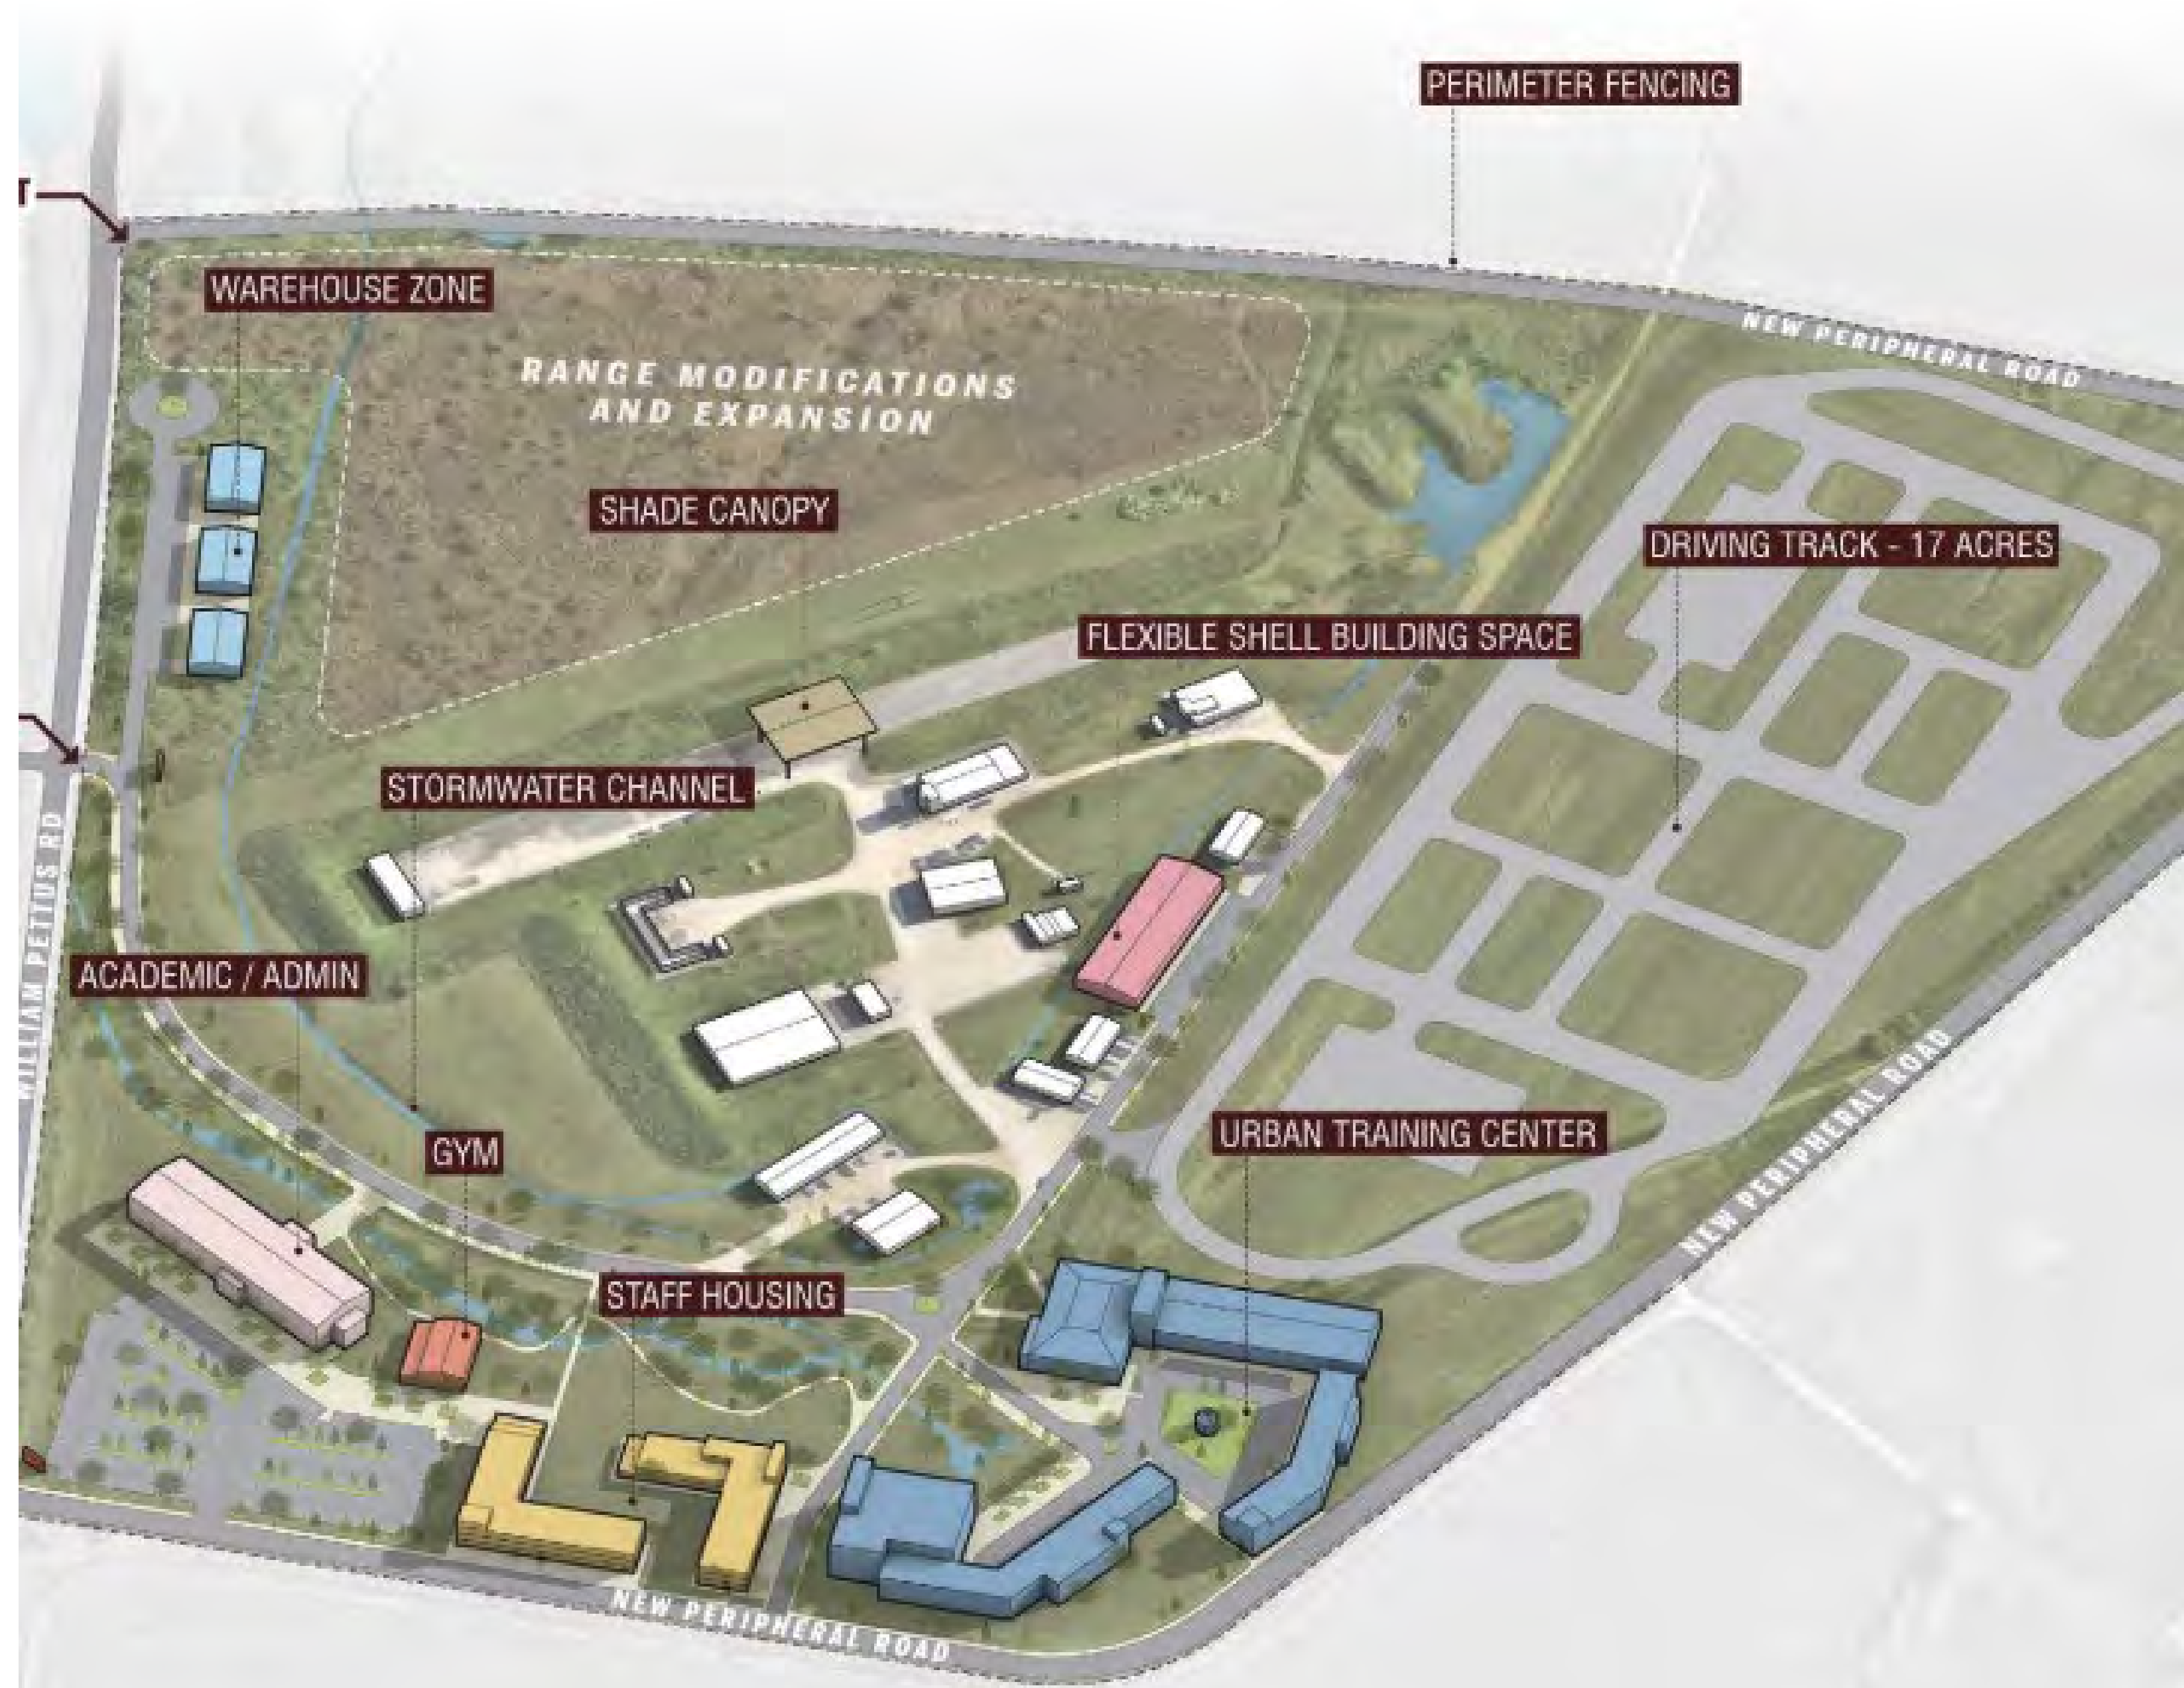 PERIMETER FENCING
T
WAREHOUSE ZONE
NEW PERIPHERAL ROAD
RANGE MODIFICATIONS
AND EXPANSION
SHADE CANOPY
DRIVING TRACK - 17 ACRES
FLEXIBLE SHELL BUILDING SPACE
STORMWATER CHANNEL
WILLIAM PETTUS RD
ACADEMIC / ADMIN
NEW PERIPHERAL ROAD
URBAN TRAINING CENTER
GYM
STAFF HOUSING
NEW PERIPHERAL ROAD